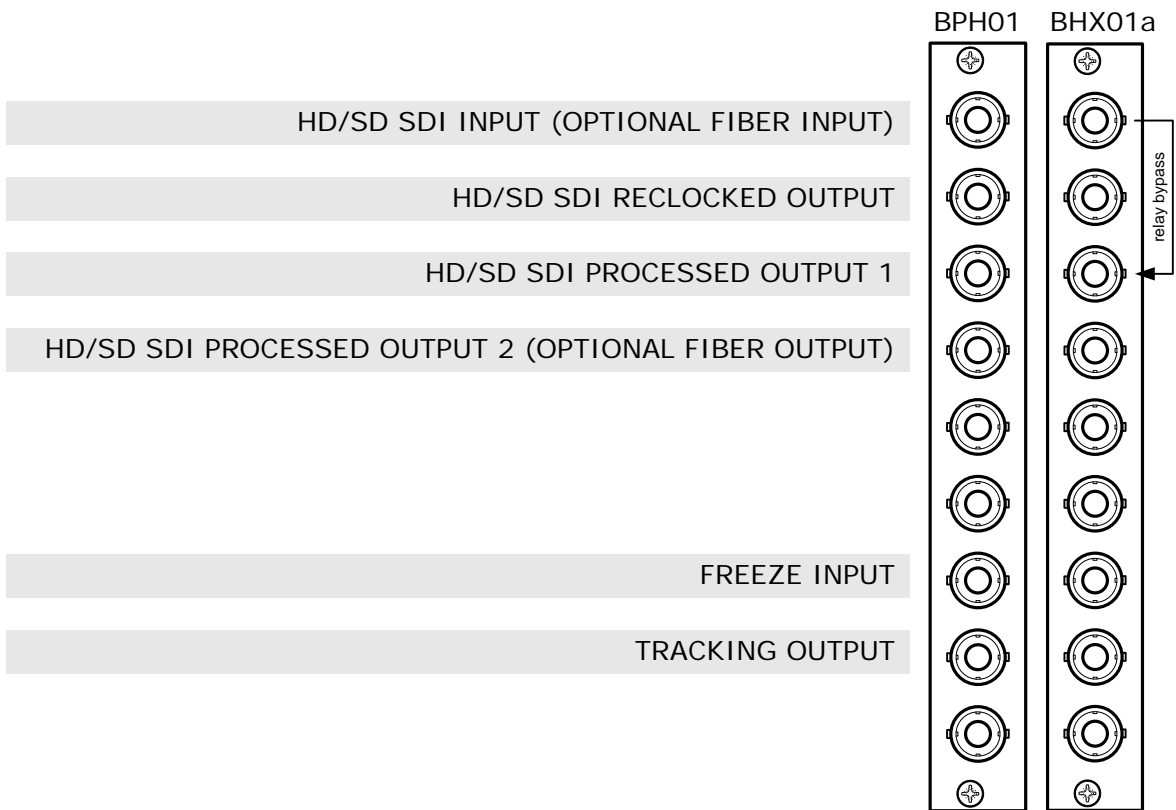 BPH01 BHX01a
HD/SD SDI INPUT (OPTIONAL FIBER INPUT)
HD/SD SDI RECLOCKED OUTPUT
relay bypass
HD/SD SDI PROCESSED OUTPUT 1
HD/SD SDI PROCESSED OUTPUT 2 (OPTIONAL FIBER OUTPUT)
FREEZE INPUT
TRACKING OUTPUT